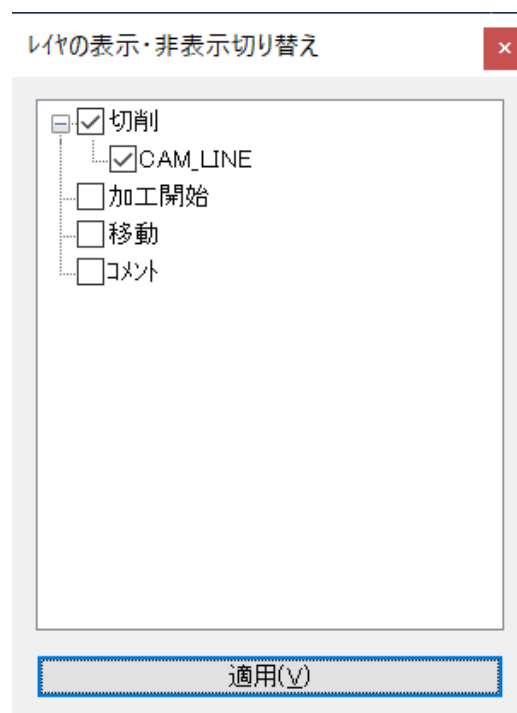 ﾚｲﾔの表示・非表示切り替え
切削
CAM_LINE
加工開始
移動
ｺﾒﾝﾄ
適用(V)